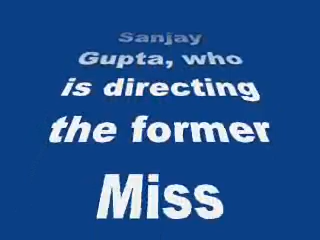 Sanjay
Gupta, who
is directing
the former
Miss